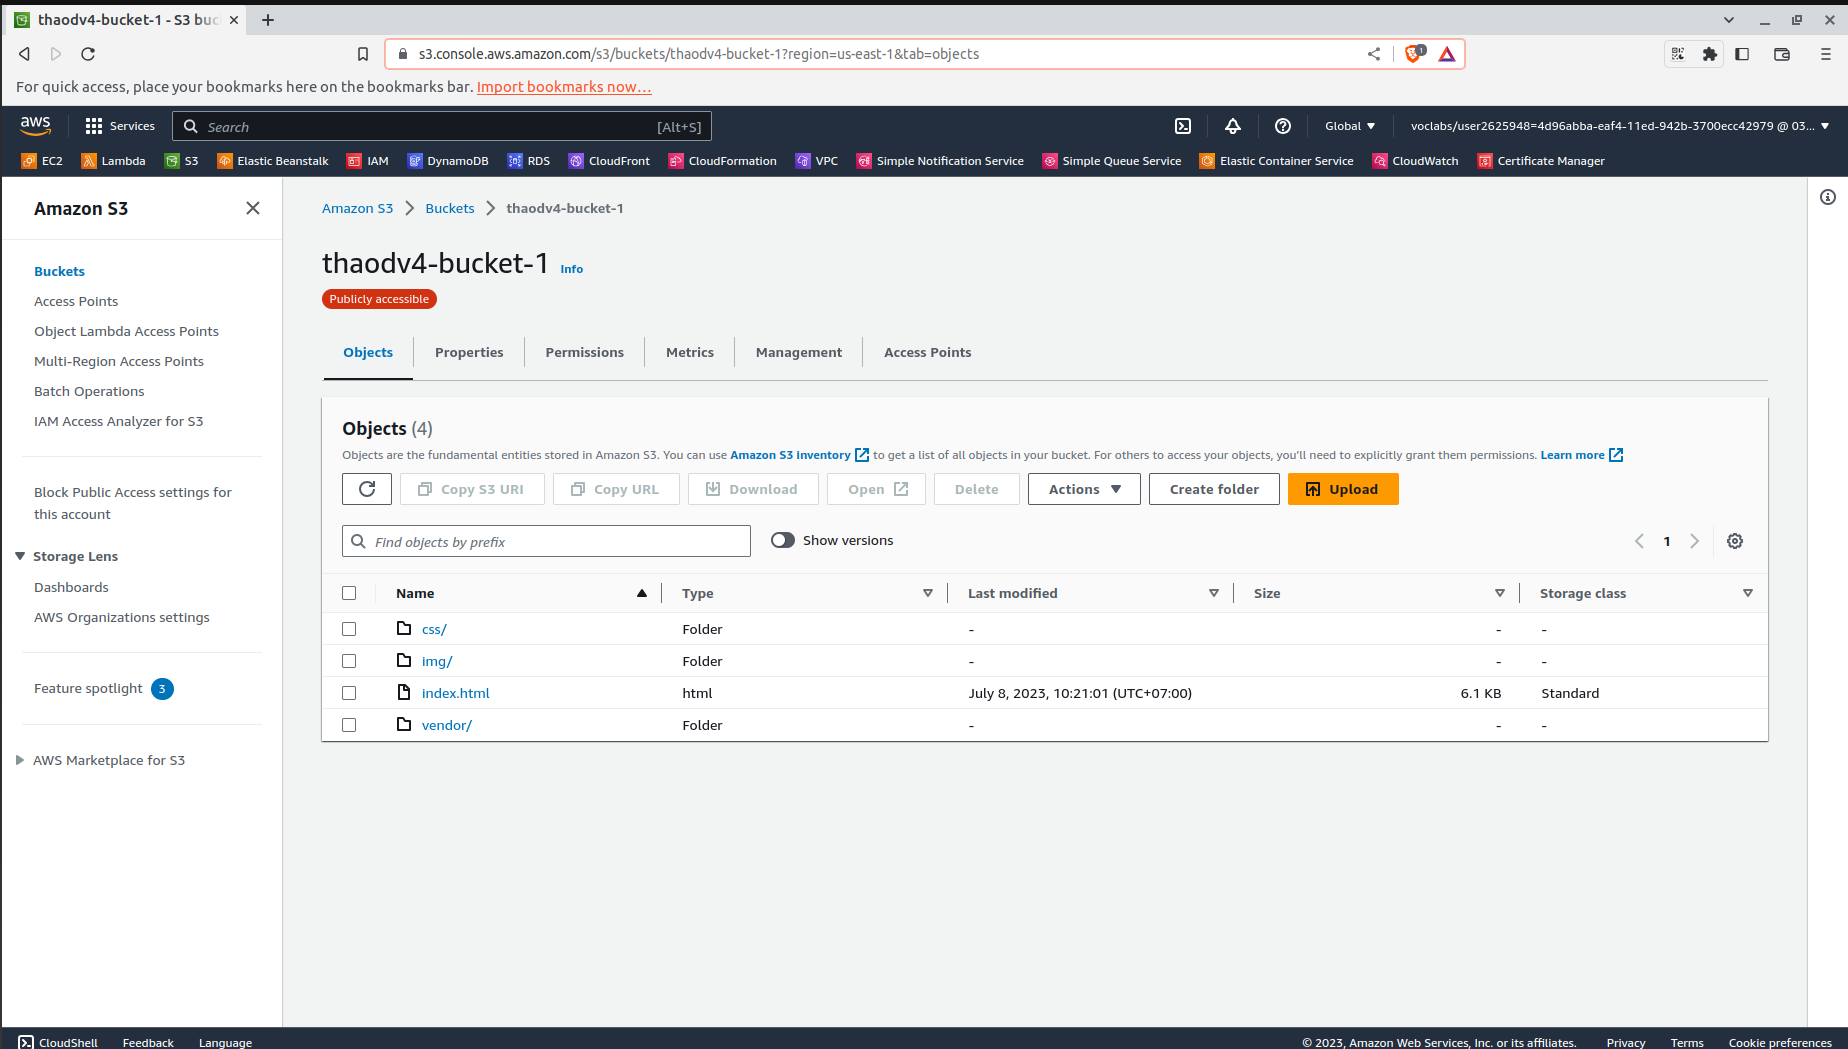 thaodv4-bucket-1 - S3 buc
s3.console.aws.amazon.com/s3/buckets/thaodv4-bucket-1?region=us-east-1&tab=objects
1
For quick access, place your bookmarks here on the bookmarks bar. Import bookmarks now...
aws Services Search [Alt+S] Global voclabs/user2625948=4d96abba-eaf4-11ed-942b-3700ecc42979 @ 03...
EC2 Lambda S3 Elastic Beanstalk IAM DynamoDB RDS CloudFront CloudFormation VPC Simple Notification Service Simple Queue Service Elastic Container Service CloudWatch Certificate Manager
Amazon S3
Buckets
Access Points
Object Lambda Access Points
Multi-Region Access Points
Batch Operations
IAM Access Analyzer for S3
Block Public Access settings for
this account
Storage Lens
Dashboards
AWS Organizations settings
Feature spotlight 3
AWS Marketplace for S3
Amazon S3 Buckets thaodv4-bucket-1
thaodv4-bucket-1 Info
Publicly accessible
Objects Properties Permissions Metrics Management Access Points
Objects (4)
Objects are the fundamental entities stored in Amazon S3. You can use Amazon S3 inventory to get a list of all objects in your bucket. For others to access your objects, you'll need to explicitly grant them permissions. Learn more
Copy S3 URI Copy URL Download Open Delete Actions Create folder Upload
Find objects by prefix Show versions 1
Name Type Last modified Size Storage class
css/ Folder - - -
img/ Folder - - -
index.html html July 8, 2023, 10:21:01 (UTC+07:00) 6.1 KB Standard
vendor/ Folder - - -
CloudShell Feedback Language © 2023, Amazon Web Services, Inc. or its affiliates. Privacy Terms Cookie preferences